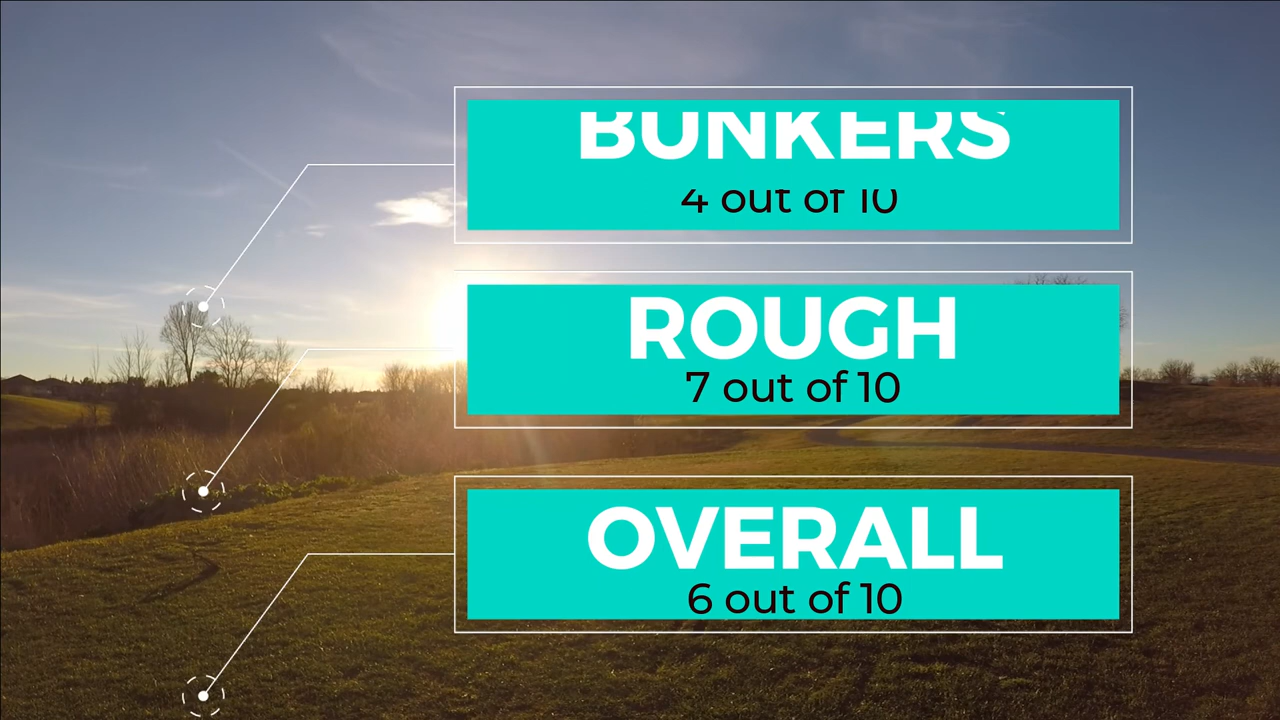 BUNKERS
4 out of 10
ROUGH
7 out of 10
OVERALL
6 out of 10